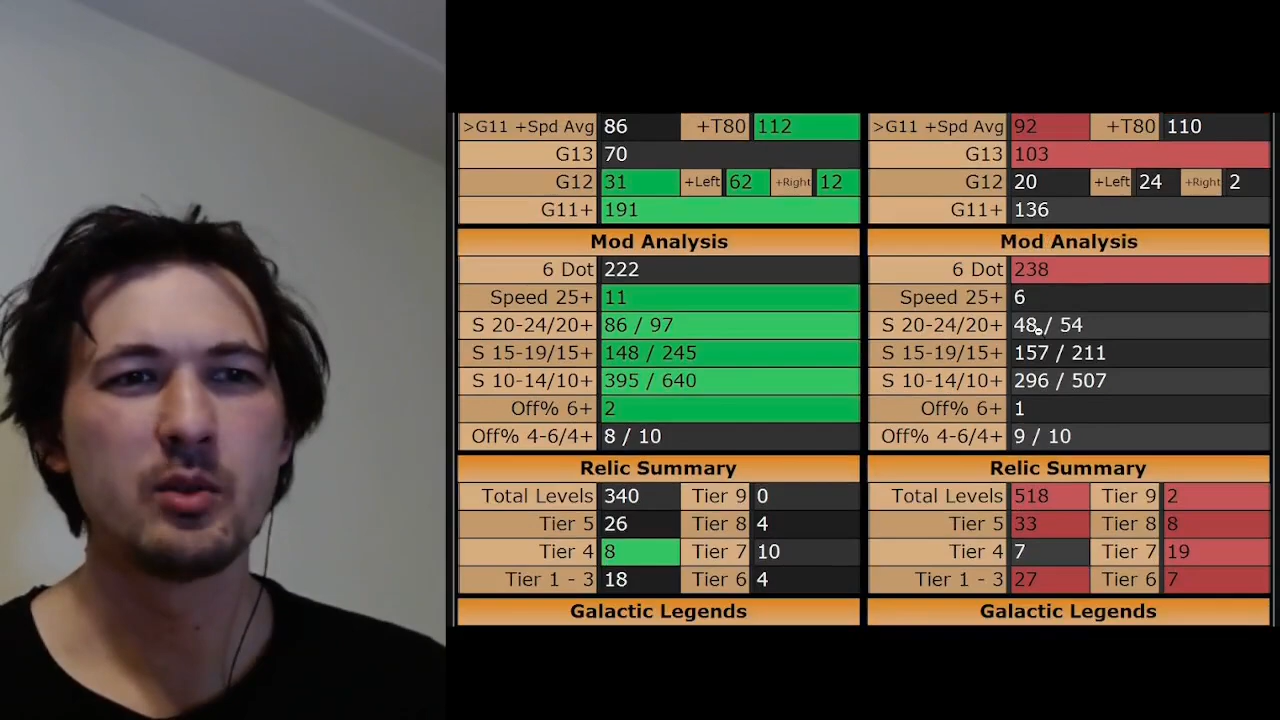 >G11 +Spd Avg 86 +T80 112
G13 70
G12 31 +Left 62 +Right 12
G11+ 191
Mod Analysis
6 Dot 222
Speed 25+ 11
S 20-24/20+ 86 / 97
S 15-19/15+ 148 / 245
S 10-14/10+ 395 / 640
Off% 6+ 2
Off% 4-6/4+ 8 / 10
Relic Summary
Total Levels 340 Tier 9 0
Tier 5 26 Tier 8 4
Tier 4 8 Tier 7 10
Tier 1 - 3 18 Tier 6 4
Galactic Legends
>G11 +Spd Avg 92 +T80 110
G13 103
G12 20 +Left 24 +Right 2
G11+ 136
Mod Analysis
6 Dot 238
Speed 25+ 6
S 20-24/20+ 48 / 54
S 15-19/15+ 157 / 211
S 10-14/10+ 296 / 507
Off% 6+ 1
Off% 4-6/4+ 9 / 10
Relic Summary
Total Levels 518 Tier 9 2
Tier 5 33 Tier 8 8
Tier 4 7 Tier 7 19
Tier 1 - 3 27 Tier 6 7
Galactic Legends